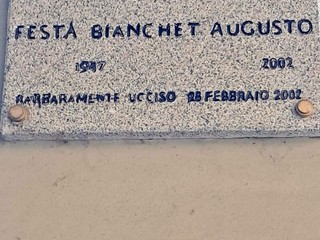 FESTA BIANCHET AUGUSTO
1947 2002
BARBARAMENTE UCCISO 28 FEBBRAIO 2002